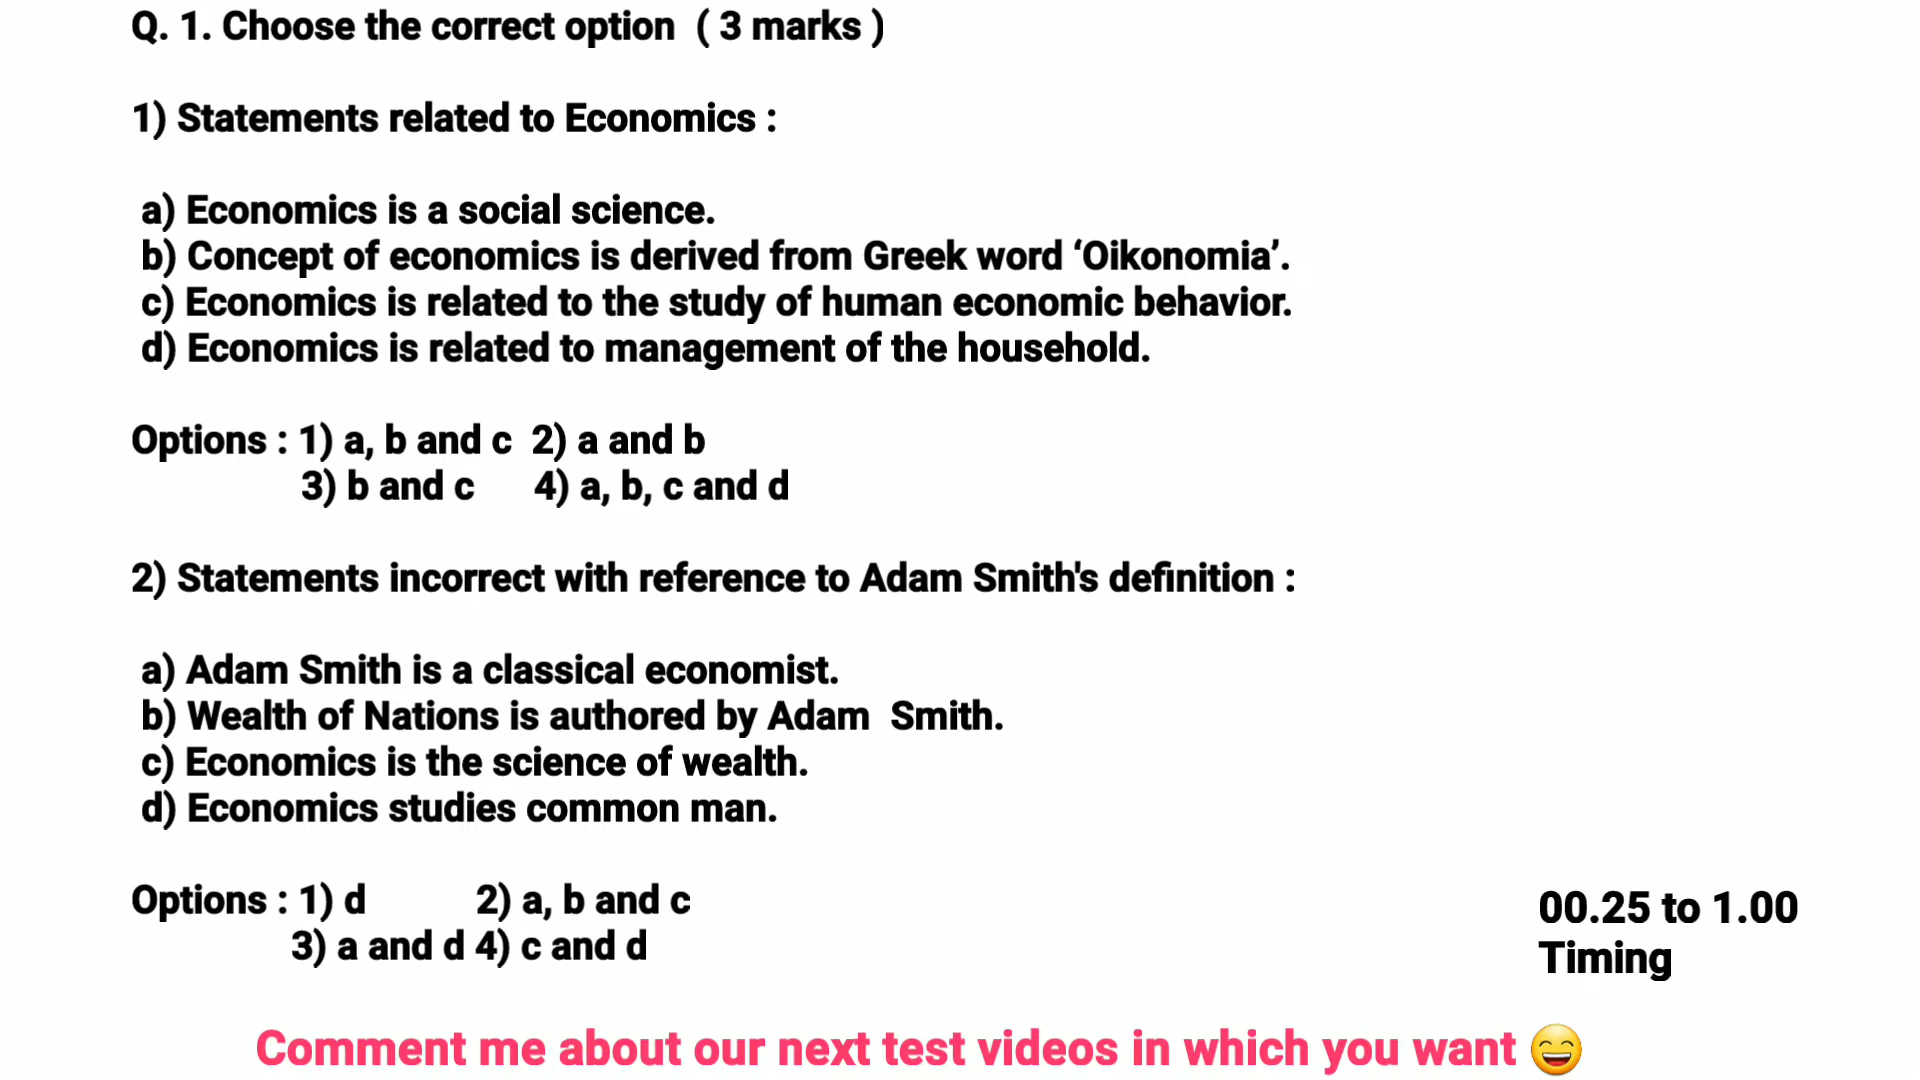 Q. 1. Choose the correct option ( 3 marks )
1) Statements related to Economics :
a) Economics is a social science.
b) Concept of economics is derived from Greek word ‘Oikonomia’.
c) Economics is related to the study of human economic behavior.
d) Economics is related to management of the household.
Options : 1) a, b and c 2) a and b
3) b and c 4) a, b, c and d
2) Statements incorrect with reference to Adam Smith's definition :
a) Adam Smith is a classical economist.
b) Wealth of Nations is authored by Adam Smith.
c) Economics is the science of wealth.
d) Economics studies common man.
Options : 1) d 2) a, b and c
3) a and d 4) c and d
00.25 to 1.00
Timing
Comment me about our next test videos in which you want 😄